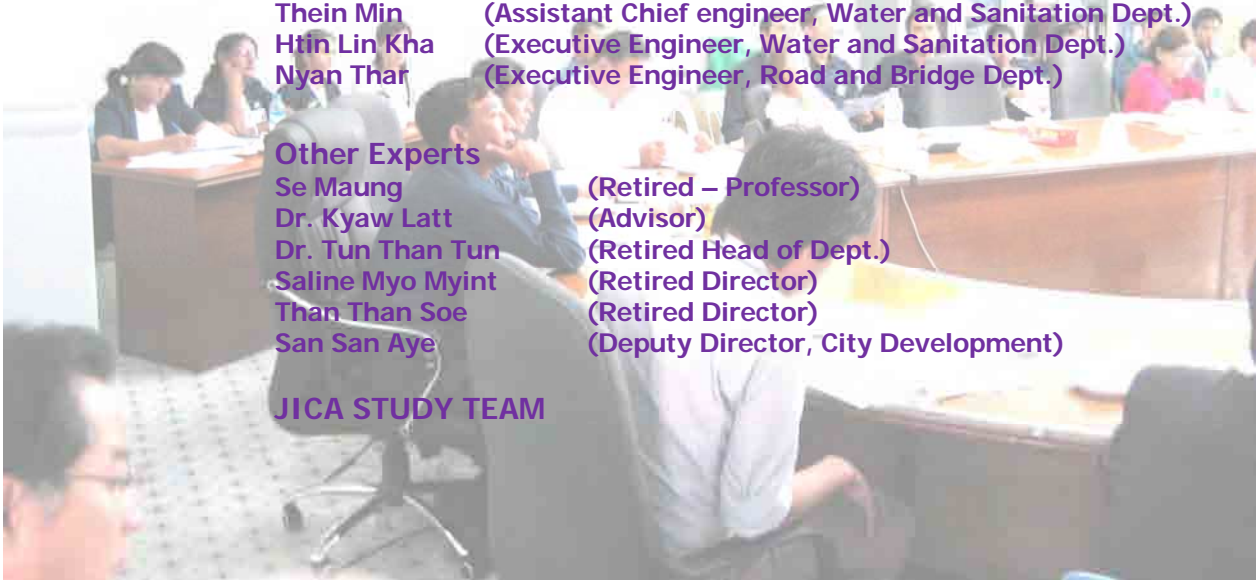 Thein Min (Assistant Chief engineer, Water and Sanitation Dept.)
Htin Lin Kha (Executive Engineer, Water and Sanitation Dept.)
Nyan Thar (Executive Engineer, Road and Bridge Dept.)
Other Experts
Se Maung (Retired – Professor)
Dr. Kyaw Latt (Advisor)
Dr. Tun Than Tun (Retired Head of Dept.)
Saline Myo Myint (Retired Director)
Than Than Soe (Retired Director)
San San Aye (Deputy Director, City Development)
JICA STUDY TEAM